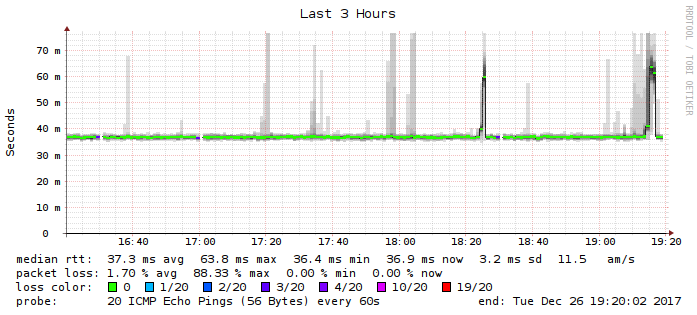 Last 3 Hours
RRDTOOL / TOBI OETIKER
Seconds
70 m
60 m
50 m
40 m
30 m
20 m
10 m
0
16:40 17:00 17:20 17:40 18:00 18:20 18:40 19:00 19:20
median rtt: 37.3 ms avg 63.8 ms max 36.4 ms min 36.9 ms now 3.2 ms sd 11.5 am/s
packet loss: 1.70 % avg 88.33 % max 0.00 % min 0.00 % now
loss color: 0 1/20 2/20 3/20 4/20 10/20 19/20
probe: 20 ICMP Echo Pings (56 Bytes) every 60s end: Tue Dec 26 19:20:02 2017